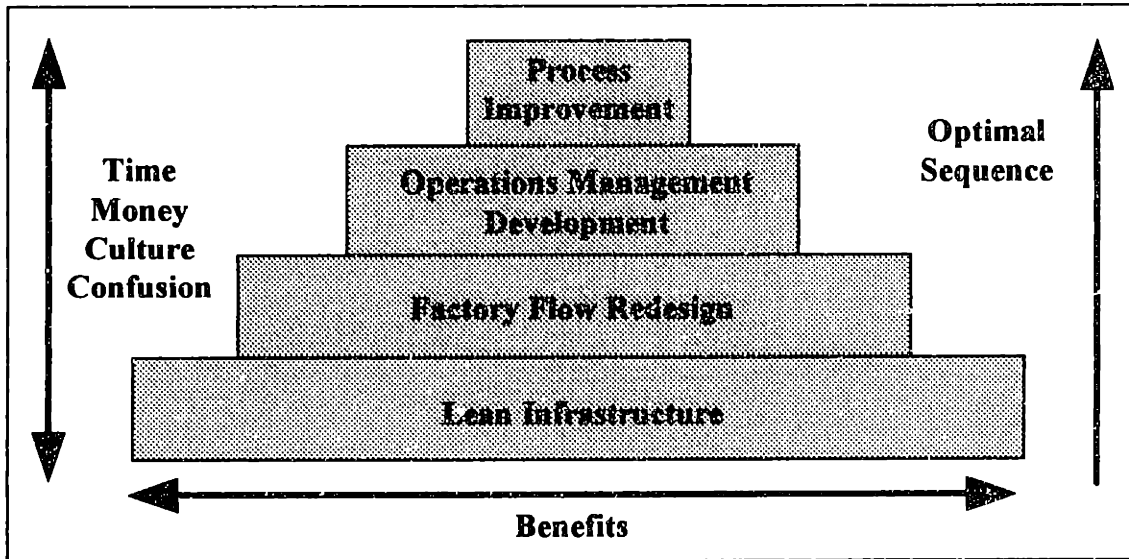 Process
Improvement
Operations Management
Development
Factory Flow Redesign
Lean Infrastructure
Time
Money
Culture
Confusion
Optimal
Sequence
Benefits